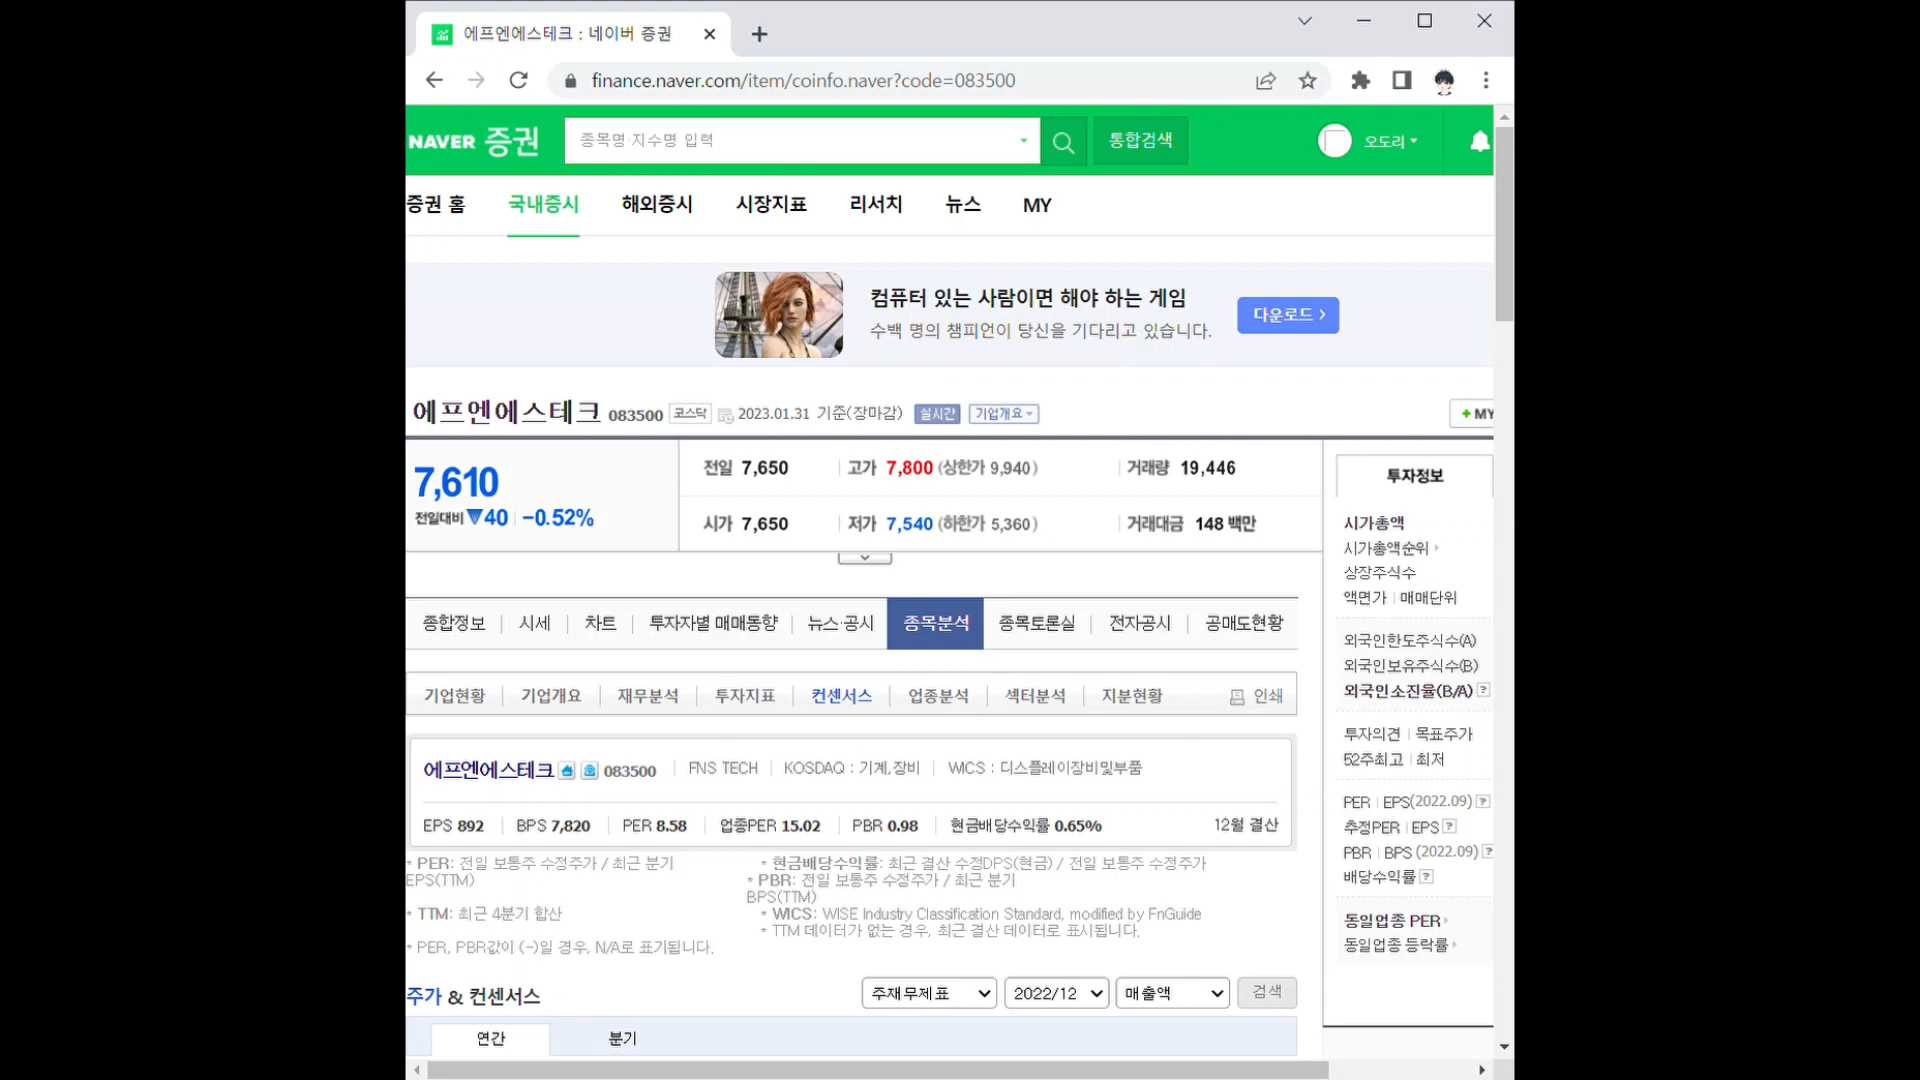 에프엔에스테크 : 네이버 증권
finance.naver.com/item/coinfo.naver?code=083500
NAVER 증권
종목명·지수명 입력
통합검색
오도리
증권 홈 국내증시 해외증시 시장지표 리서치 뉴스 MY
컴퓨터 있는 사람이면 해야 하는 게임
수백 명의 챔피언이 당신을 기다리고 있습니다.
다운로드
에프엔에스테크 083500 코스닥 2023.01.31 기준(장마감) 실시간 기업개요
+ MY
7,610
전일대비 ▼40 -0.52%
전일 7,650 고가 7,800 (상한가 9,940) 거래량 19,446
시가 7,650 저가 7,540 (하한가 5,360) 거래대금 148 백만
투자정보
시가총액
시가총액순위
상장주식수
액면가 | 매매단위
외국인한도주식수(A)
외국인보유주식수(B)
외국인소진율(B/A) ?
투자의견 | 목표주가
52주최고 | 최저
PER | EPS(2022.09) ?
추정PER | EPS ?
PBR | BPS (2022.09) ?
배당수익률 ?
동일업종 PER
동일업종 등락률
종합정보 시세 차트 투자자별 매매동향 뉴스·공시 종목분석 종목토론실 전자공시 공매도현황
기업현황 기업개요 재무분석 투자지표 컨센서스 업종분석 섹터분석 지분현황 인쇄
에프엔에스테크 083500 FNS TECH KOSDAQ : 기계,장비 WICS : 디스플레이장비및부품
EPS 892 BPS 7,820 PER 8.58 업종PER 15.02 PBR 0.98 현금배당수익률 0.65% 12월 결산
* PER: 전일 보통주 수정주가 / 최근 분기
EPS(TTM)
* 현금배당수익률: 최근 결산 수정DPS(현금) / 전일 보통주 수정주가
* PBR: 전일 보통주 수정주가 / 최근 분기
BPS(TTM)
* TTM: 최근 4분기 합산
* WICS: WISE Industry Classification Standard, modified by FnGuide
* TTM 데이터가 없는 경우, 최근 결산 데이터로 표시됩니다.
* PER, PBR값이 (-)일 경우, N/A로 표기됩니다.
주가 & 컨센서스 주재무제표 2022/12 매출액 검색
연간 분기